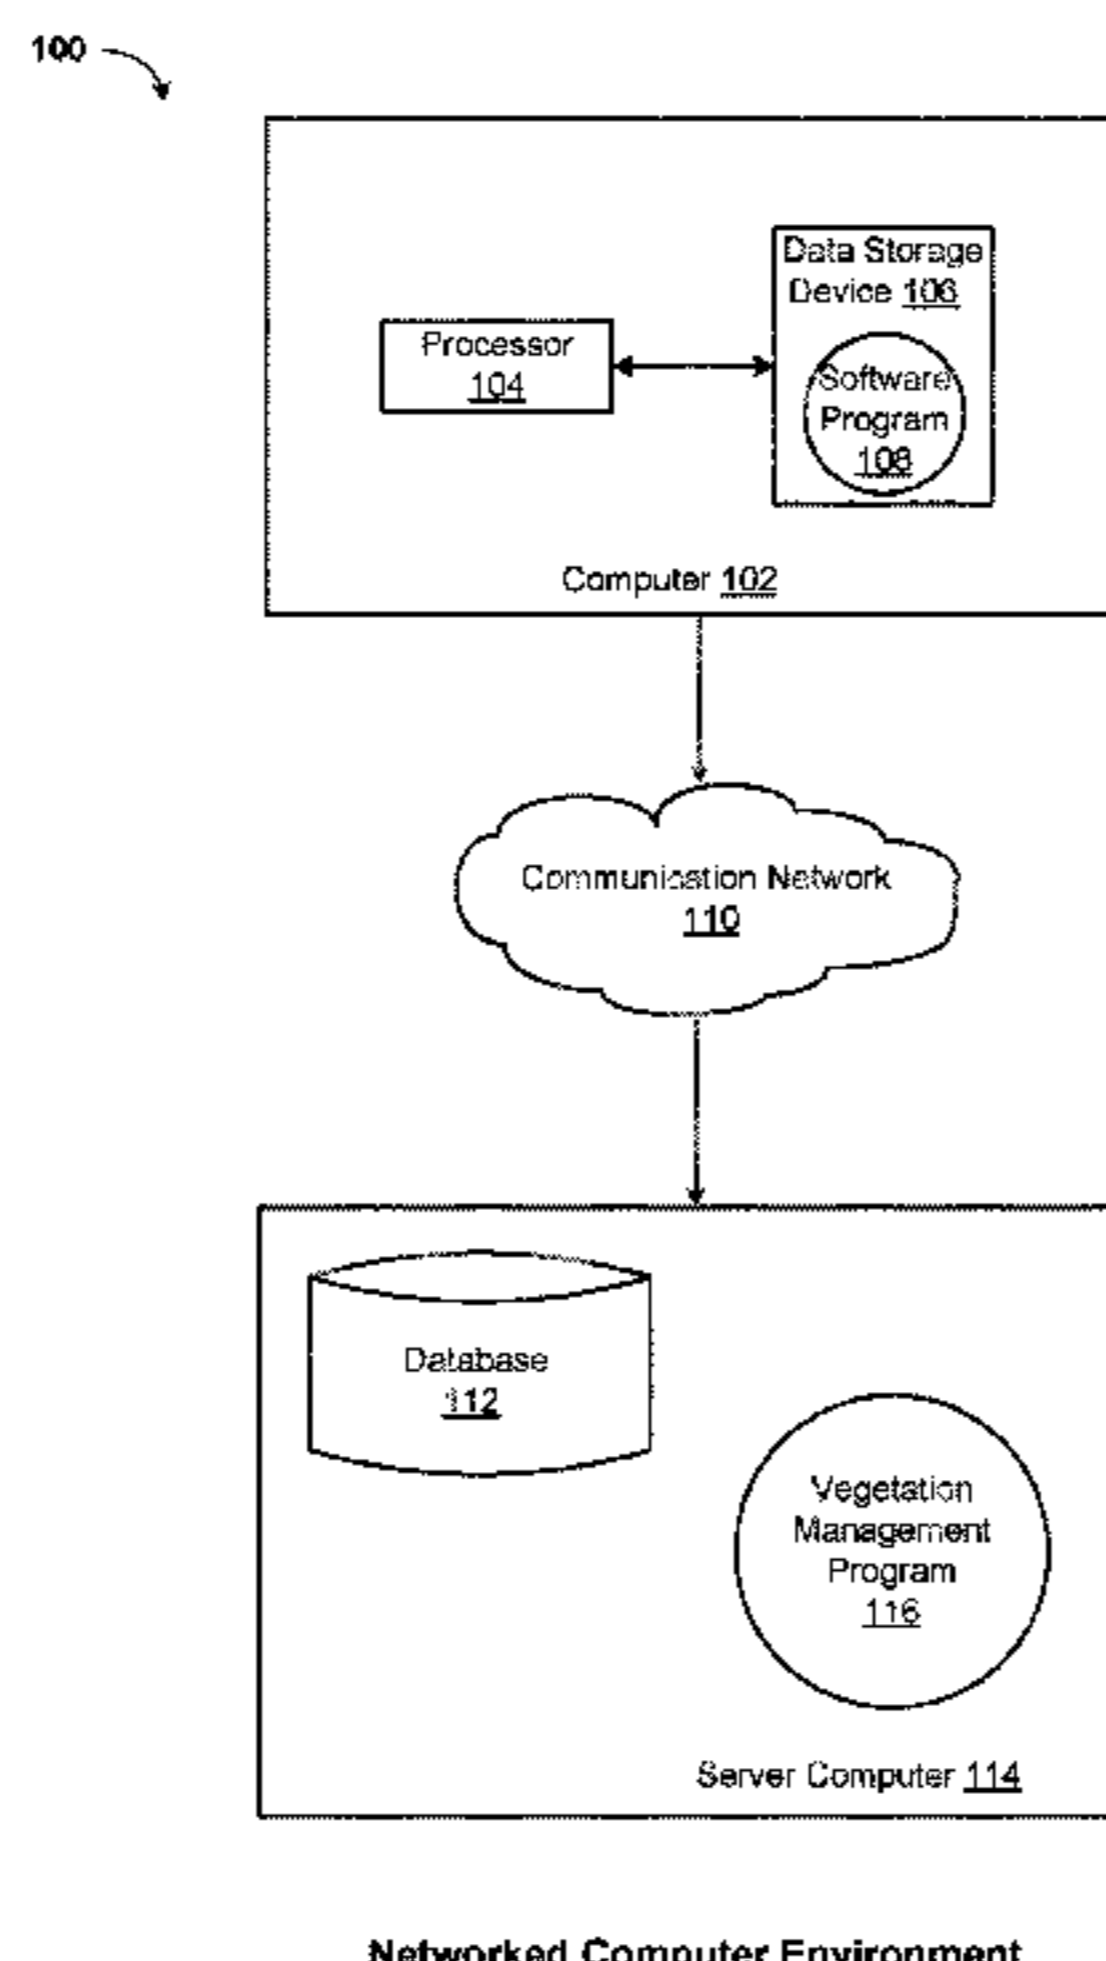 100
Data Storage
Device 106
Processor
104
Software
Program
108
Computer 102
Communication Network
110
Database
112
Vegetation
Management
Program
116
Server Computer 114
Networked Computer Environment